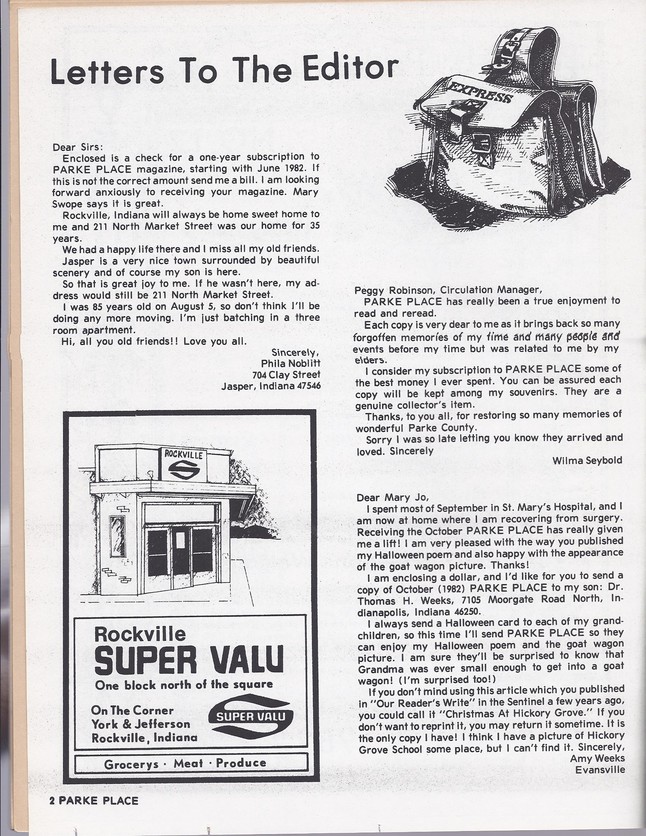 Letters To The Editor
EXPRESS
Dear Sirs:
Enclosed is a check for a one-year subscription to
PARKE PLACE magazine, starting with June 1982. If
this is not the correct amount send me a bill. I am looking
forward anxiously to receiving your magazine. Mary
Swope says it is great.
Rockville, Indiana will always be home sweet home to
me and 211 North Market Street was our home for 35
years.
We had a happy life there and I miss all my old friends.
Jasper is a very nice town surrounded by beautiful
scenery and of course my son is here.
So that is great joy to me. If he wasn't here, my ad-
dress would still be 211 North Market Street.
I was 85 years old on August 5, so don't think I'll be
doing any more moving. I'm just batching in a three
room apartment.
Hi, all you old friends!! Love you all.
Sincerely,
Phila Noblitt
704 Clay Street
Jasper, Indiana 47546
ROCKVILLE
Rockville
SUPER VALU
One block north of the square
On The Corner
York & Jefferson
Rockville, Indiana
SUPER VALU
Grocerys · Meat · Produce
Peggy Robinson, Circulation Manager,
PARKE PLACE has really been a true enjoyment to
read and reread.
Each copy is very dear to me as it brings back so many
forgoffen memories of my time and many people and
events before my time but was related to me by my
elders.
I consider my subscription to PARKE PLACE some of
the best money I ever spent. You can be assured each
copy will be kept among my souvenirs. They are a
genuine collector's item.
Thanks, to you all, for restoring so many memories of
wonderful Parke County.
Sorry I was so late letting you know they arrived and
loved. Sincerely
Wilma Seybold
Dear Mary Jo,
I spent most of September in St. Mary's Hospital, and I
am now at home where I am recovering from surgery.
Receiving the October PARKE PLACE has really given
me a lift! I am very pleased with the way you published
my Halloween poem and also happy with the appearance
of the goat wagon picture. Thanks!
I am enclosing a dollar, and I'd like for you to send a
copy of October (1982) PARKE PLACE to my son: Dr.
Thomas H. Weeks, 7105 Moorgate Road North, In-
dianapolis, Indiana 46250.
I always send a Halloween card to each of my grand-
children, so this time I'll send PARKE PLACE so they
can enjoy my Halloween poem and the goat wagon
picture. I am sure they'll be surprised to know that
Grandma was ever small enough to get into a goat
wagon! (I'm surprised too!)
If you don't mind using this article which you published
in "Our Reader's Write" in the Sentinel a few years ago,
you could call it "Christmas At Hickory Grove." If you
don't want to reprint it, you may return it sometime. It is
the only copy I have! I think I have a picture of Hickory
Grove School some place, but I can't find it. Sincerely,
Amy Weeks
Evansville
2 PARKE PLACE